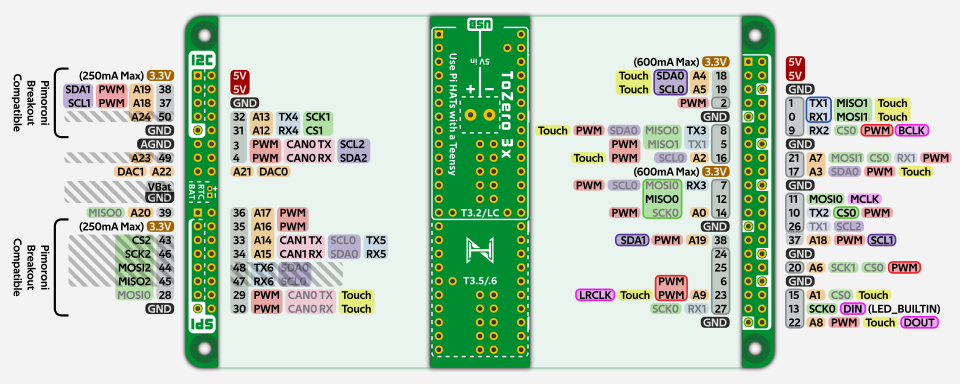 Pimoroni
Breakout
Compatible
(250mA Max) 3.3V
SDA1 PWM A19 38
SCL1 PWM A18 37
A24 50
GND
AGND
A23 49
DAC1 A22
VBat
GND
MISO0 A20 39
Pimoroni
Breakout
Compatible
(250mA Max) 3.3V
CS2 43
SCK2 46
MOSI2 44
MISO2 45
MOSI0 28
GND
I2C
RTC
BAT
SPI
5V
5V
GND
32 A13 TX4 SCK1
31 A12 RX4 CS1
3 PWM CAN0 TX SCL2
4 PWM CAN0 RX SDA2
A21 DAC0
36 A17 PWM
35 A16 PWM
33 A14 CAN1 TX SCL0 TX5
34 A15 CAN1 RX SDA0 RX5
48 TX6 SDA0
47 RX6 SCL0
29 PWM CAN0 TX Touch
30 PWM CAN0 RX Touch
USB
5V in
ToZero 3x
Use Pi HATs with a Teensy
T3.2/LC
T3.5/.6
(600mA Max) 3.3V
Touch SDA0 A4 18
Touch SCL0 A5 19
PWM 2
GND
Touch PWM SDA0 MISO0 TX3 8
PWM MISO1 TX1 5
Touch PWM SCL0 A2 16
(600mA Max) 3.3V
PWM SCL0 MOSI0 RX3 7
MISO0 12
PWM SCK0 A0 14
GND
SDA1 PWM A19 38
24
25
PWM 6
LRCLK Touch PWM A9 23
SCK0 RX1 27
GND
5V
5V
GND
1 TX1 MISO1 Touch
0 RX1 MOSI1 Touch
9 RX2 CS0 PWM BCLK
GND
21 A7 MOSI1 CS0 RX1 PWM
17 A3 SDA0 PWM Touch
GND
11 MOSI0 MCLK
10 TX2 CS0 PWM
26 TX1 SCL2
37 A18 PWM SCL1
GND
20 A6 SCK1 CS0 PWM
GND
15 A1 CS0 Touch
13 SCK0 DIN (LED_BUILTIN)
22 A8 PWM Touch DOUT